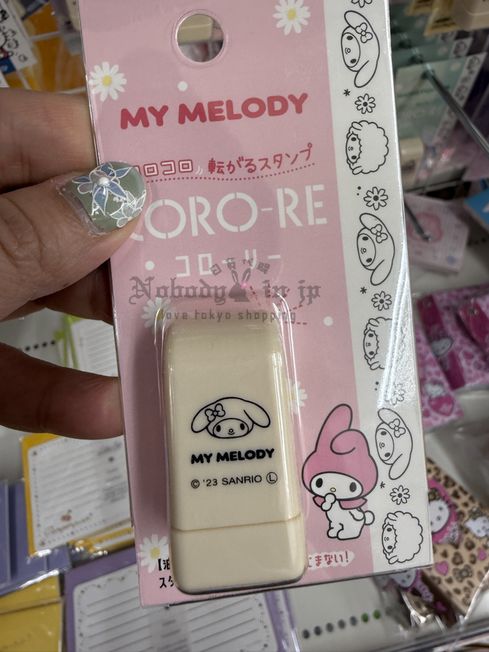 MY MELODY
コロコロ 転がるスタンプ
CORO-RE
コローリー
Nobody in jp
love tokyo shopping
MY MELODY
© '23 SANRIO Ⓛ